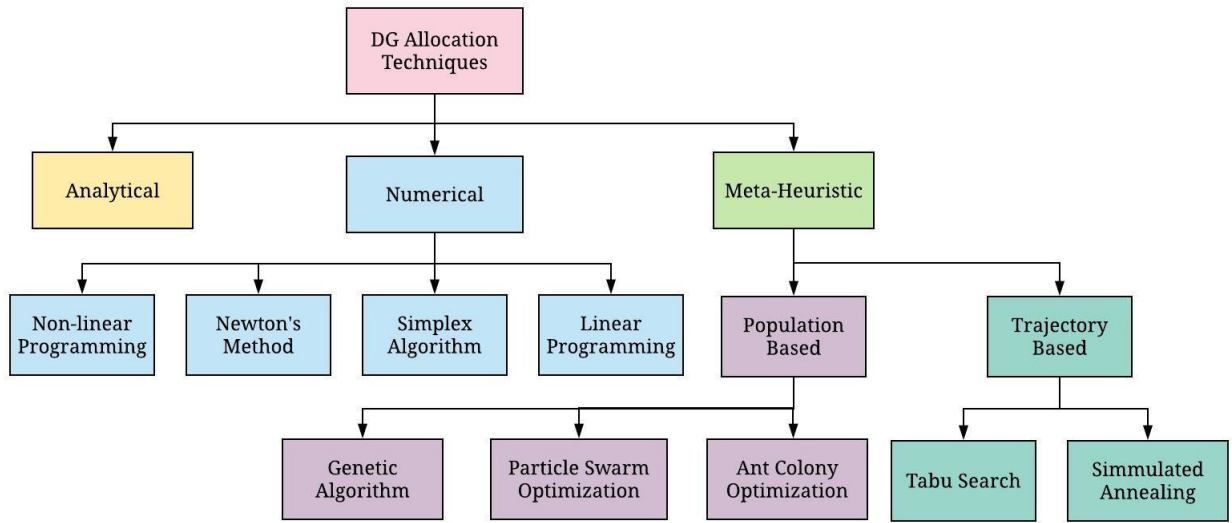 DG Allocation
Techniques
Analytical
Numerical
Meta-Heuristic
Non-linear
Programming
Newton's
Method
Simplex
Algorithm
Linear
Programming
Population
Based
Trajectory
Based
Genetic
Algorithm
Particle Swarm
Optimization
Ant Colony
Optimization
Tabu Search
Simmulated
Annealing